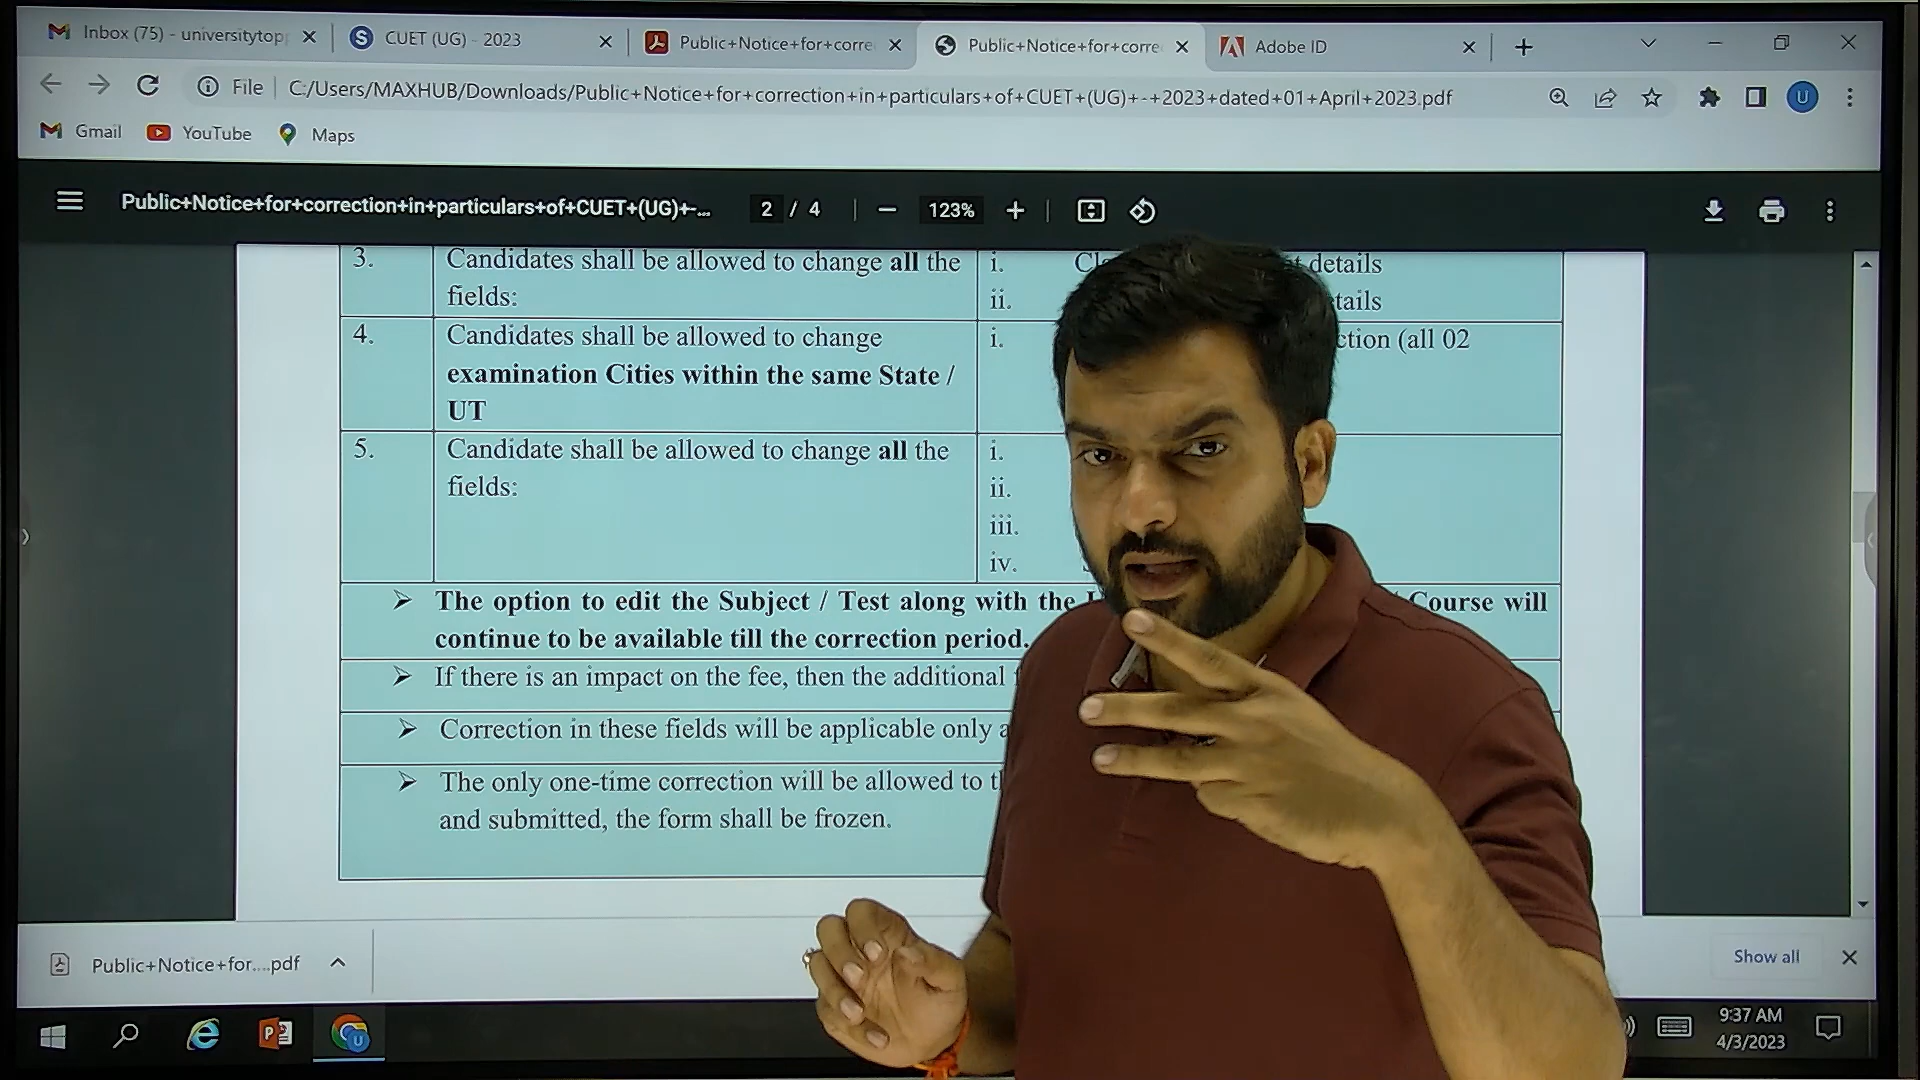 Inbox (75) - universitytop
CUET (UG) - 2023
Public+Notice+for+corre
Public+Notice+for+corre
Adobe ID
File
C:/Users/MAXHUB/Downloads/Public+Notice+for+correction+in+particulars+of+CUET+(UG)+-+2023+dated+01+April+2023.pdf
U
Gmail
YouTube
Maps
Public+Notice+for+correction+in+particulars+of+CUET+(UG)+-...
2 / 4
123%
3. Candidates shall be allowed to change all the i. details
fields: ii.
4. Candidates shall be allowed to change i. (all 02
examination Cities within the same State /
UT
5. Candidate shall be allowed to change all the i.
fields: ii.
iii.
iv.
➢ The option to edit the Subject / Test along with the Course will
continue to be available till the correction period.
➢ If there is an impact on the fee, then the additional
➢ Correction in these fields will be applicable only
➢ The only one-time correction will be allowed to
and submitted, the form shall be frozen.
Public+Notice+for....pdf
Show all
9:37 AM
4/3/2023